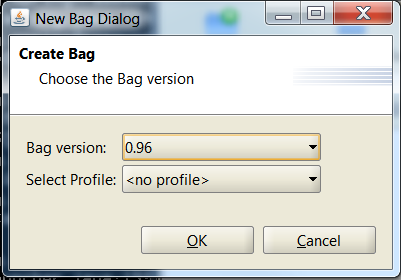 New Bag Dialog
Create Bag
Choose the Bag version
Bag version: 0.96
Select Profile: <no profile>
OK Cancel